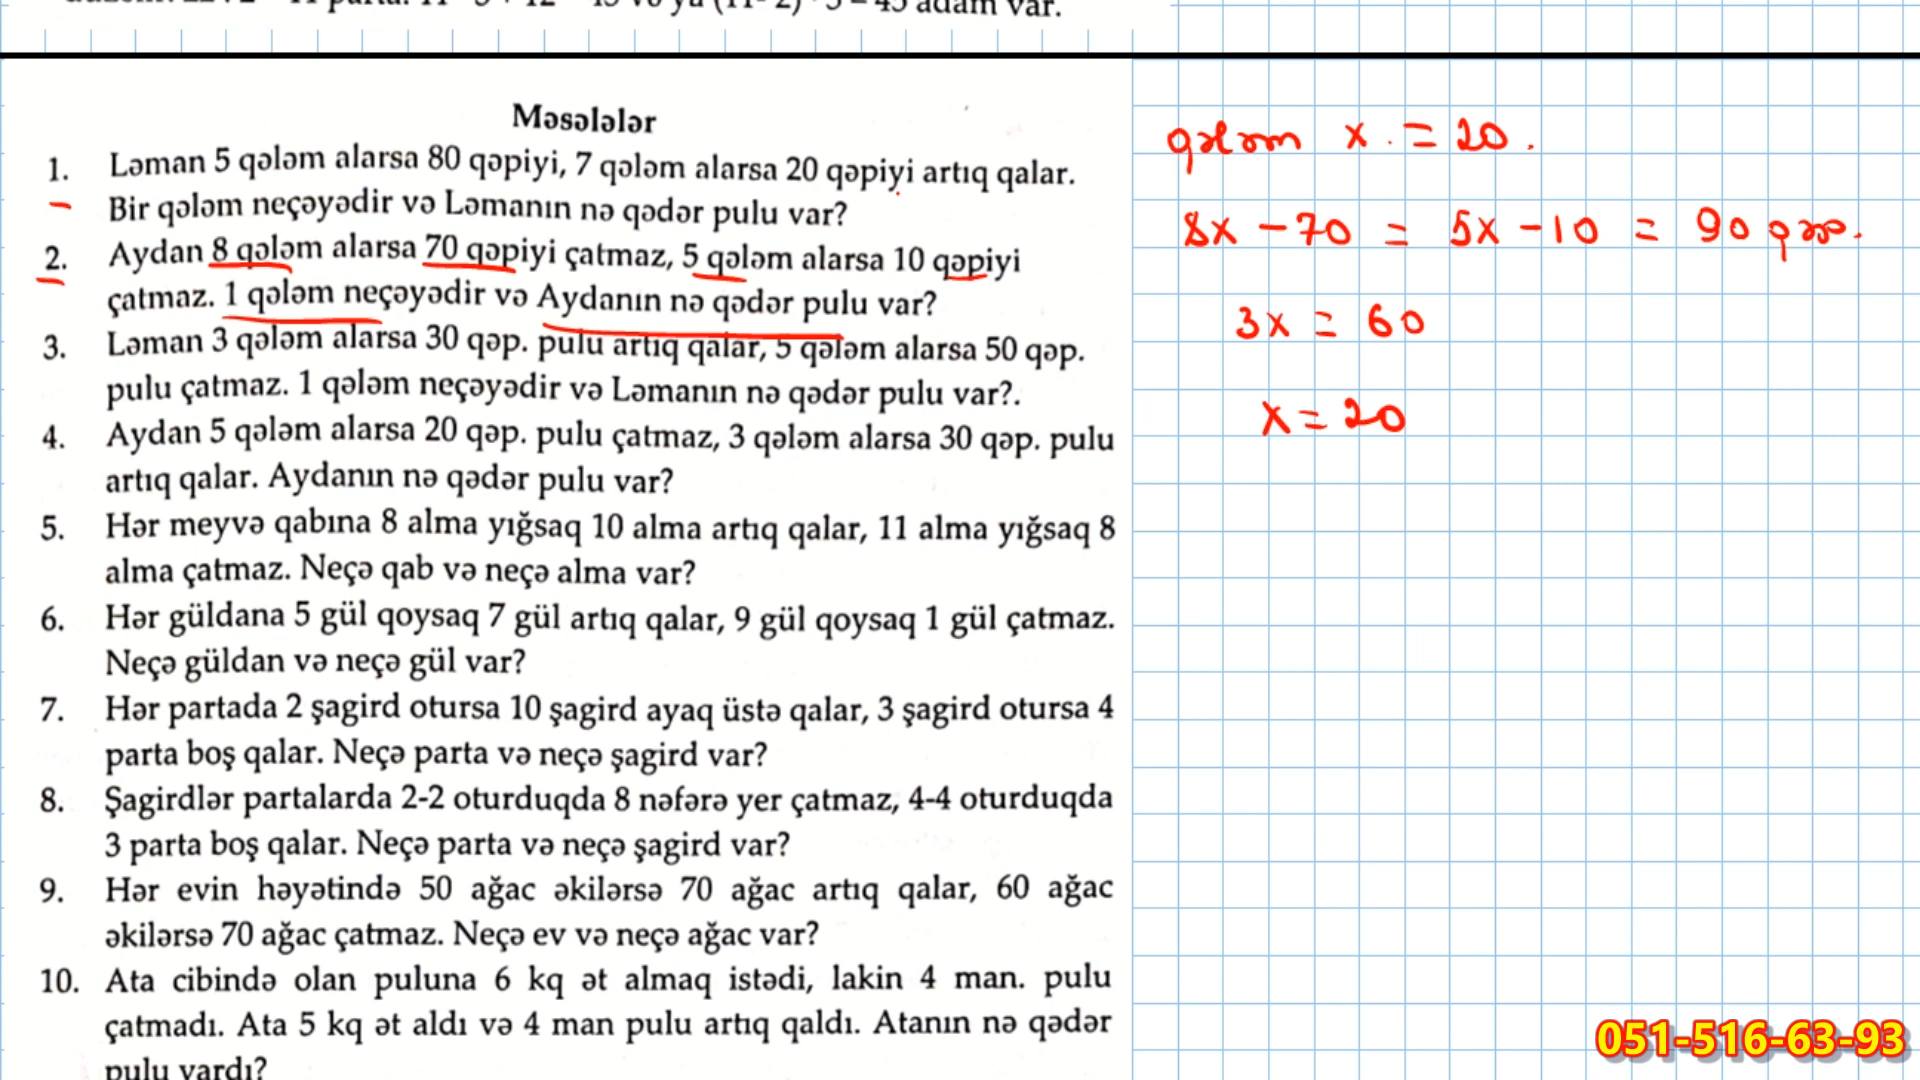 11 · 3 + 12 = 45 və ya (11- 2) · 5 = 45 adam var.
Məsələlər
1. Ləman 5 qələm alarsa 80 qəpiyi, 7 qələm alarsa 20 qəpiyi artıq qalar.
Bir qələm neçəyədir və Ləmanın nə qədər pulu var?
2. Aydan 8 qələm alarsa 70 qəpiyi çatmaz, 5 qələm alarsa 10 qəpiyi
çatmaz. 1 qələm neçəyədir və Aydanın nə qədər pulu var?
3. Ləman 3 qələm alarsa 30 qəp. pulu artıq qalar, 5 qələm alarsa 50 qəp.
pulu çatmaz. 1 qələm neçəyədir və Ləmanın nə qədər pulu var?.
4. Aydan 5 qələm alarsa 20 qəp. pulu çatmaz, 3 qələm alarsa 30 qəp. pulu
artıq qalar. Aydanın nə qədər pulu var?
5. Hər meyvə qabına 8 alma yığsaq 10 alma artıq qalar, 11 alma yığsaq 8
alma çatmaz. Neçə qab və neçə alma var?
6. Hər güldana 5 gül qoysaq 7 gül artıq qalar, 9 gül qoysaq 1 gül çatmaz.
Neçə güldan və neçə gül var?
7. Hər partada 2 şagird otursa 10 şagird ayaq üstə qalar, 3 şagird otursa 4
parta boş qalar. Neçə parta və neçə şagird var?
8. Şagirdlər partalarda 2-2 oturduqda 8 nəfərə yer çatmaz, 4-4 oturduqda
3 parta boş qalar. Neçə parta və neçə şagird var?
9. Hər evin həyətində 50 ağac əkilərsə 70 ağac artıq qalar, 60 ağac
əkilərsə 70 ağac çatmaz. Neçə ev və neçə ağac var?
10. Ata cibində olan puluna 6 kq ət almaq istədi, lakin 4 man. pulu
çatmadı. Ata 5 kq ət aldı və 4 man pulu artıq qaldı. Atanın nə qədər
pulu vardı?
qələm x. = 20.
8x - 70 = 5x - 10 = 90 qəp.
3x = 60
x = 20
051-516-63-93